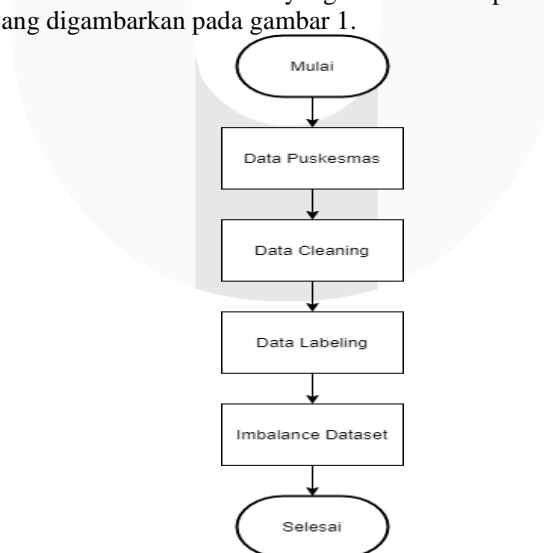 yang digambarkan pada gambar 1.
Mulai
Data Puskesmas
Data Cleaning
Data Labeling
Imbalance Dataset
Selesai